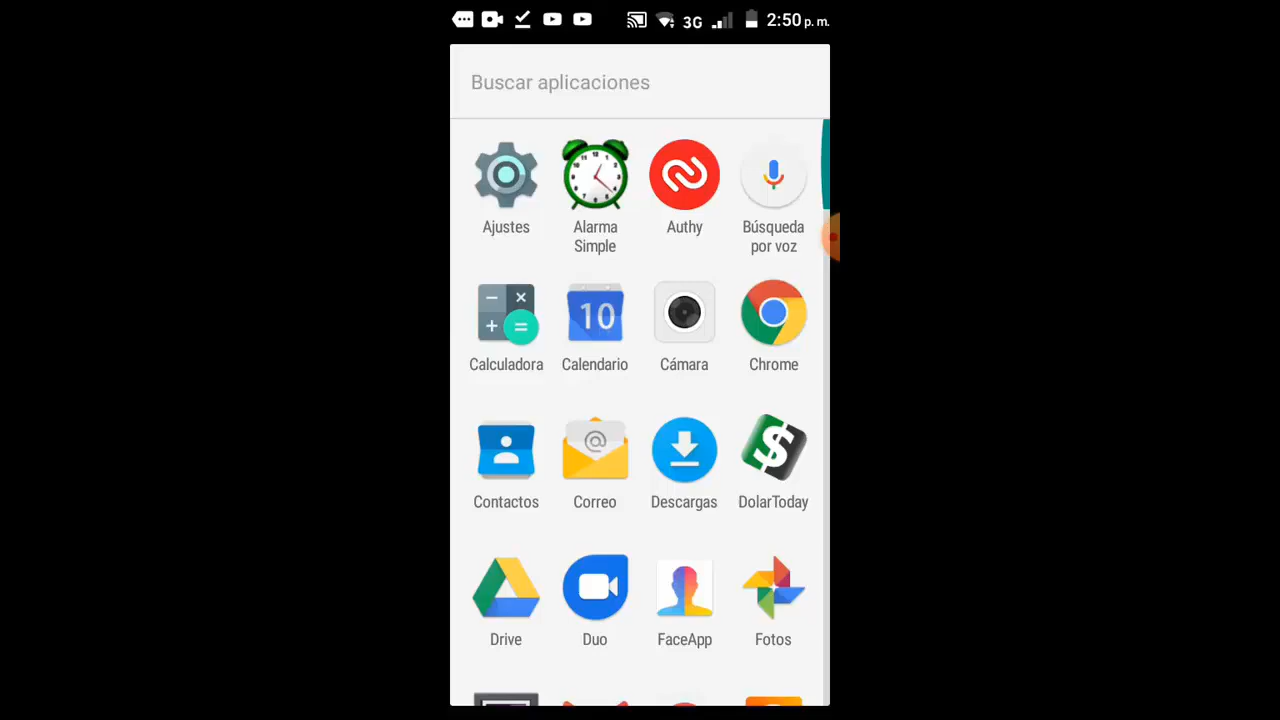 3G 2:50 p. m.
Buscar aplicaciones
Ajustes
Alarma
Simple
Authy
Búsqueda
por voz
Calculadora
10
Calendario
Cámara
Chrome
Contactos
@
Correo
Descargas
$
DolarToday
Drive
Duo
FaceApp
Fotos